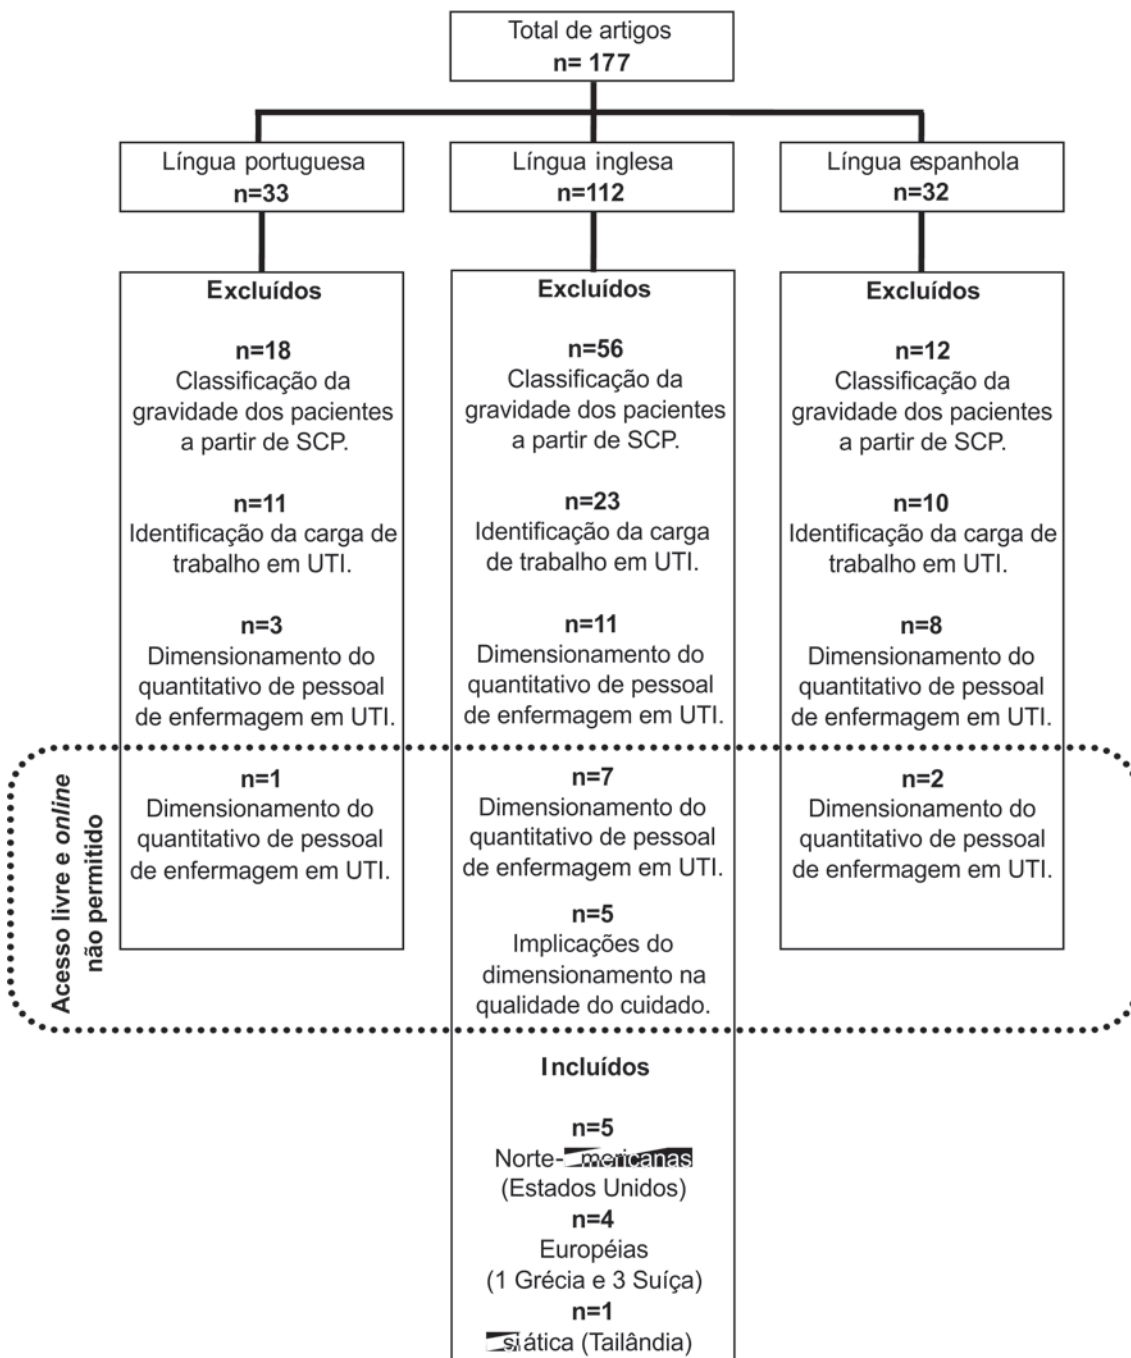 Total de artigos
n= 177
Língua portuguesa
n=33
Língua inglesa
n=112
Língua espanhola
n=32
Excluídos
n=18
Classificação da
gravidade dos pacientes
a partir de SCP.
n=11
Identificação da carga de
trabalho em UTI.
n=3
Dimensionamento do
quantitativo de pessoal
de enfermagem em UTI.
n=1
Dimensionamento do
quantitativo de pessoal
de enfermagem em UTI.
Excluídos
n=56
Classificação da
gravidade dos pacientes
a partir de SCP.
n=23
Identificação da carga
de trabalho em UTI.
n=11
Dimensionamento do
quantitativo de pessoal
de enfermagem em UTI.
n=7
Dimensionamento do
quantitativo de pessoal
de enfermagem em UTI.
n=5
Implicações do
dimensionamento na
qualidade do cuidado.
Incluídos
n=5
Norte-mericanas
(Estados Unidos)
n=4
Européias
(1 Grécia e 3 Suíça)
n=1
siática (Tailândia)
Excluídos
n=12
Classificação da
gravidade dos pacientes
a partir de SCP.
n=10
Identificação da carga de
trabalho em UTI.
n=8
Dimensionamento do
quantitativo de pessoal
de enfermagem em UTI.
n=2
Dimensionamento do
quantitativo de pessoal
de enfermagem em UTI.
Acesso livre e online
não permitido